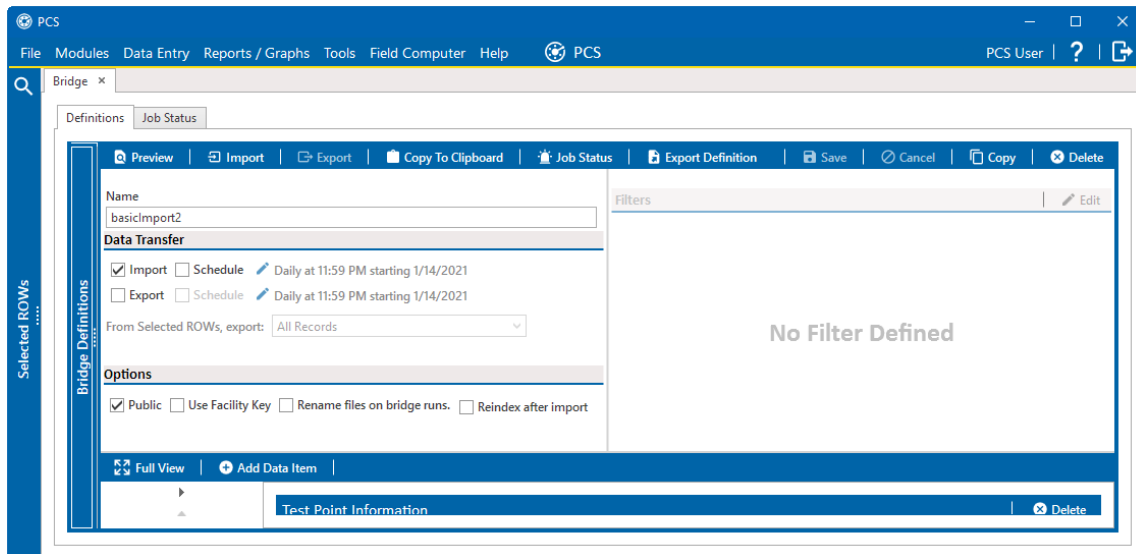 PCS
File Modules Data Entry Reports / Graphs Tools Field Computer Help PCS PCS User ?
Bridge ×
Definitions Job Status
Preview Import Export Copy To Clipboard Job Status Export Definition Save Cancel Copy Delete
Name
basicImport2
Filters Edit
Data Transfer
Import Schedule Daily at 11:59 PM starting 1/14/2021
Export Schedule Daily at 11:59 PM starting 1/14/2021
From Selected ROWs, export: All Records
No Filter Defined
Options
Public Use Facility Key Rename files on bridge runs. Reindex after import
Selected ROWs
Bridge Definitions
Full View Add Data Item
Test Point Information Delete